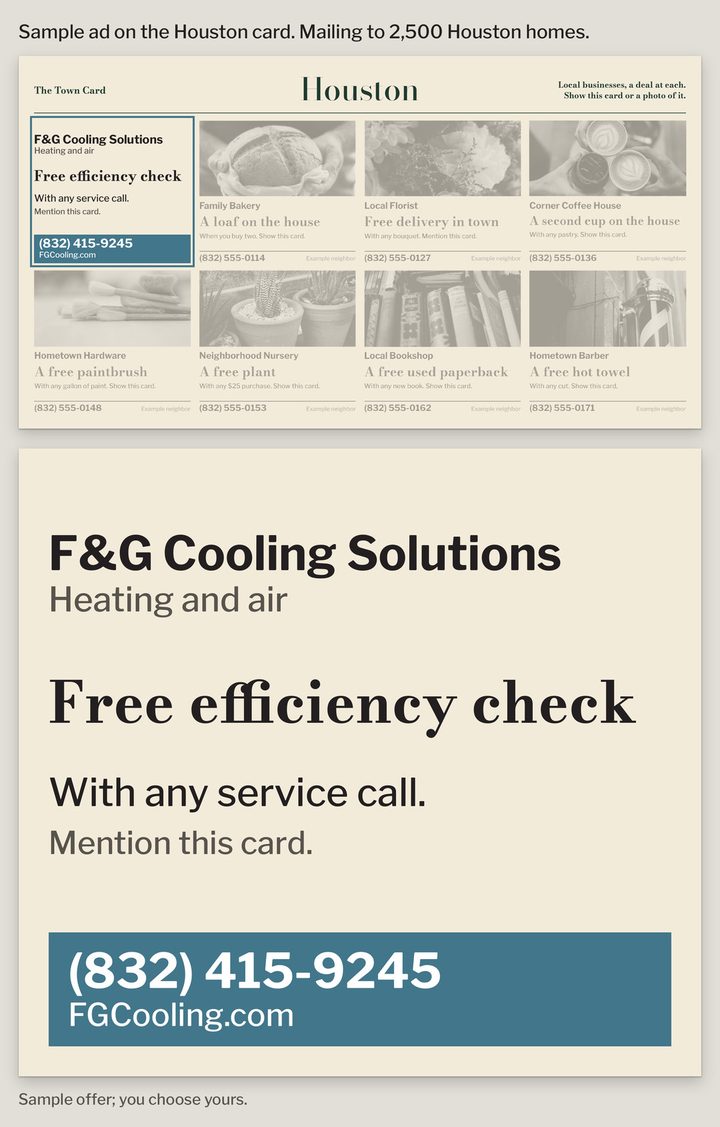 Sample ad on the Houston card. Mailing to 2,500 Houston homes.
The Town Card
Houston
Local businesses, a deal at each.
Show this card or a photo of it.
F&G Cooling Solutions
Heating and air
Free efficiency check
With any service call.
Mention this card.
(832) 415-9245
FGCooling.com
Family Bakery
A loaf on the house
When you buy two. Show this card.
(832) 555-0114
Example neighbor
Local Florist
Free delivery in town
With any bouquet. Mention this card.
(832) 555-0127
Example neighbor
Corner Coffee House
A second cup on the house
With any pastry. Show this card.
(832) 555-0136
Example neighbor
Hometown Hardware
A free paintbrush
With any gallon of paint. Show this card.
(832) 555-0148
Example neighbor
Neighborhood Nursery
A free plant
With any $25 purchase. Show this card.
(832) 555-0153
Example neighbor
Local Bookshop
A free used paperback
With any new book. Show this card.
(832) 555-0162
Example neighbor
Hometown Barber
A free hot towel
With any cut. Show this card.
(832) 555-0171
Example neighbor
F&G Cooling Solutions
Heating and air
Free efficiency check
With any service call.
Mention this card.
(832) 415-9245
FGCooling.com
Sample offer; you choose yours.